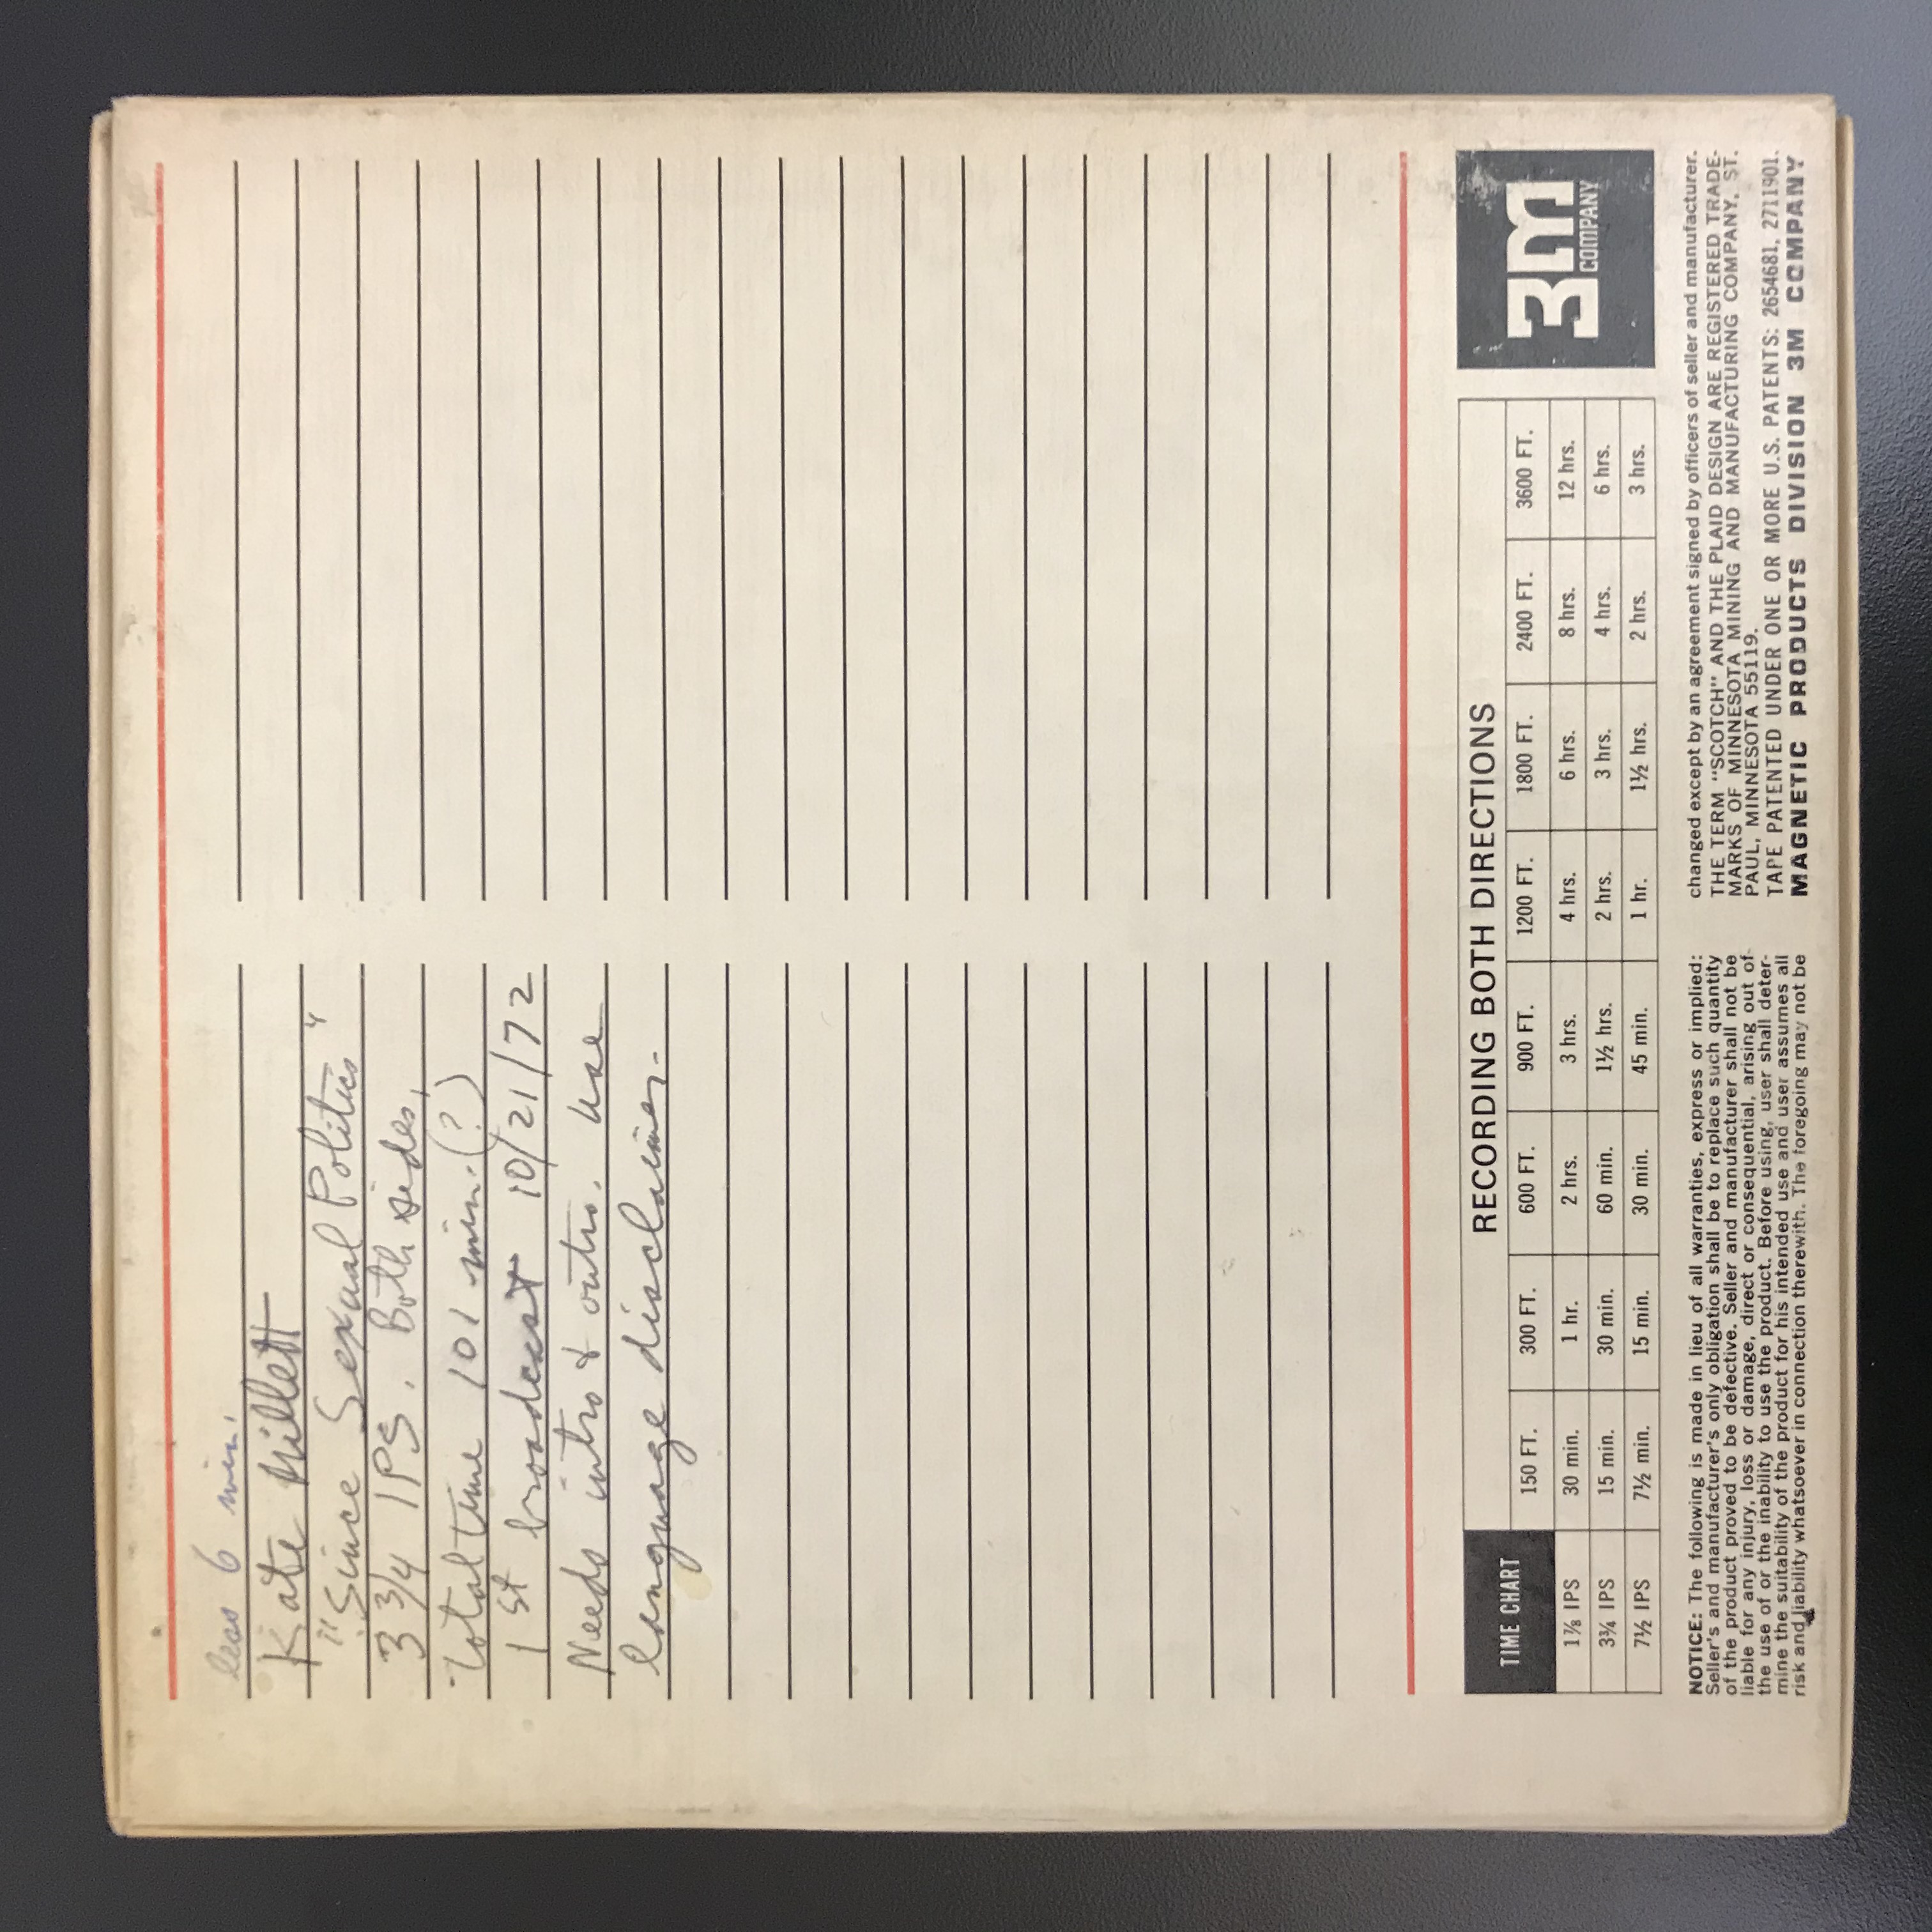 less 6 min.
Kate Millett
"Since Sexual Politics"
3 3/4 IPS. Both sides,
Total time 101 min. (?)
1st broadcast 10/21/72
Needs intro & outro. Use
language disclaimer.
RECORDING BOTH DIRECTIONS
TIME CHART 150 FT. 300 FT. 600 FT. 900 FT. 1200 FT. 1800 FT. 2400 FT. 3600 FT.
1⅞ IPS 30 min. 1 hr. 2 hrs. 3 hrs. 4 hrs. 6 hrs. 8 hrs. 12 hrs.
3¾ IPS 15 min. 30 min. 60 min. 1½ hrs. 2 hrs. 3 hrs. 4 hrs. 6 hrs.
7½ IPS 7½ min. 15 min. 30 min. 45 min. 1 hr. 1½ hrs. 2 hrs. 3 hrs.
3M
COMPANY
NOTICE: The following is made in lieu of all warranties, express or implied:
Seller's and manufacturer's only obligation shall be to replace such quantity
of the product proved to be defective. Seller and manufacturer shall not be
liable for any injury, loss or damage, direct or consequential, arising out of
the use of or the inability to use the product. Before using, user shall deter-
mine the suitability of the product for his intended use and user assumes all
risk and liability whatsoever in connection therewith. The foregoing may not be
changed except by an agreement signed by officers of seller and manufacturer.
THE TERM "SCOTCH" AND THE PLAID DESIGN ARE REGISTERED TRADE-
MARKS OF MINNESOTA MINING AND MANUFACTURING COMPANY, ST.
PAUL, MINNESOTA 55119.
TAPE PATENTED UNDER ONE OR MORE U.S. PATENTS: 2654681, 2711901.
MAGNETIC PRODUCTS DIVISION 3M COMPANY